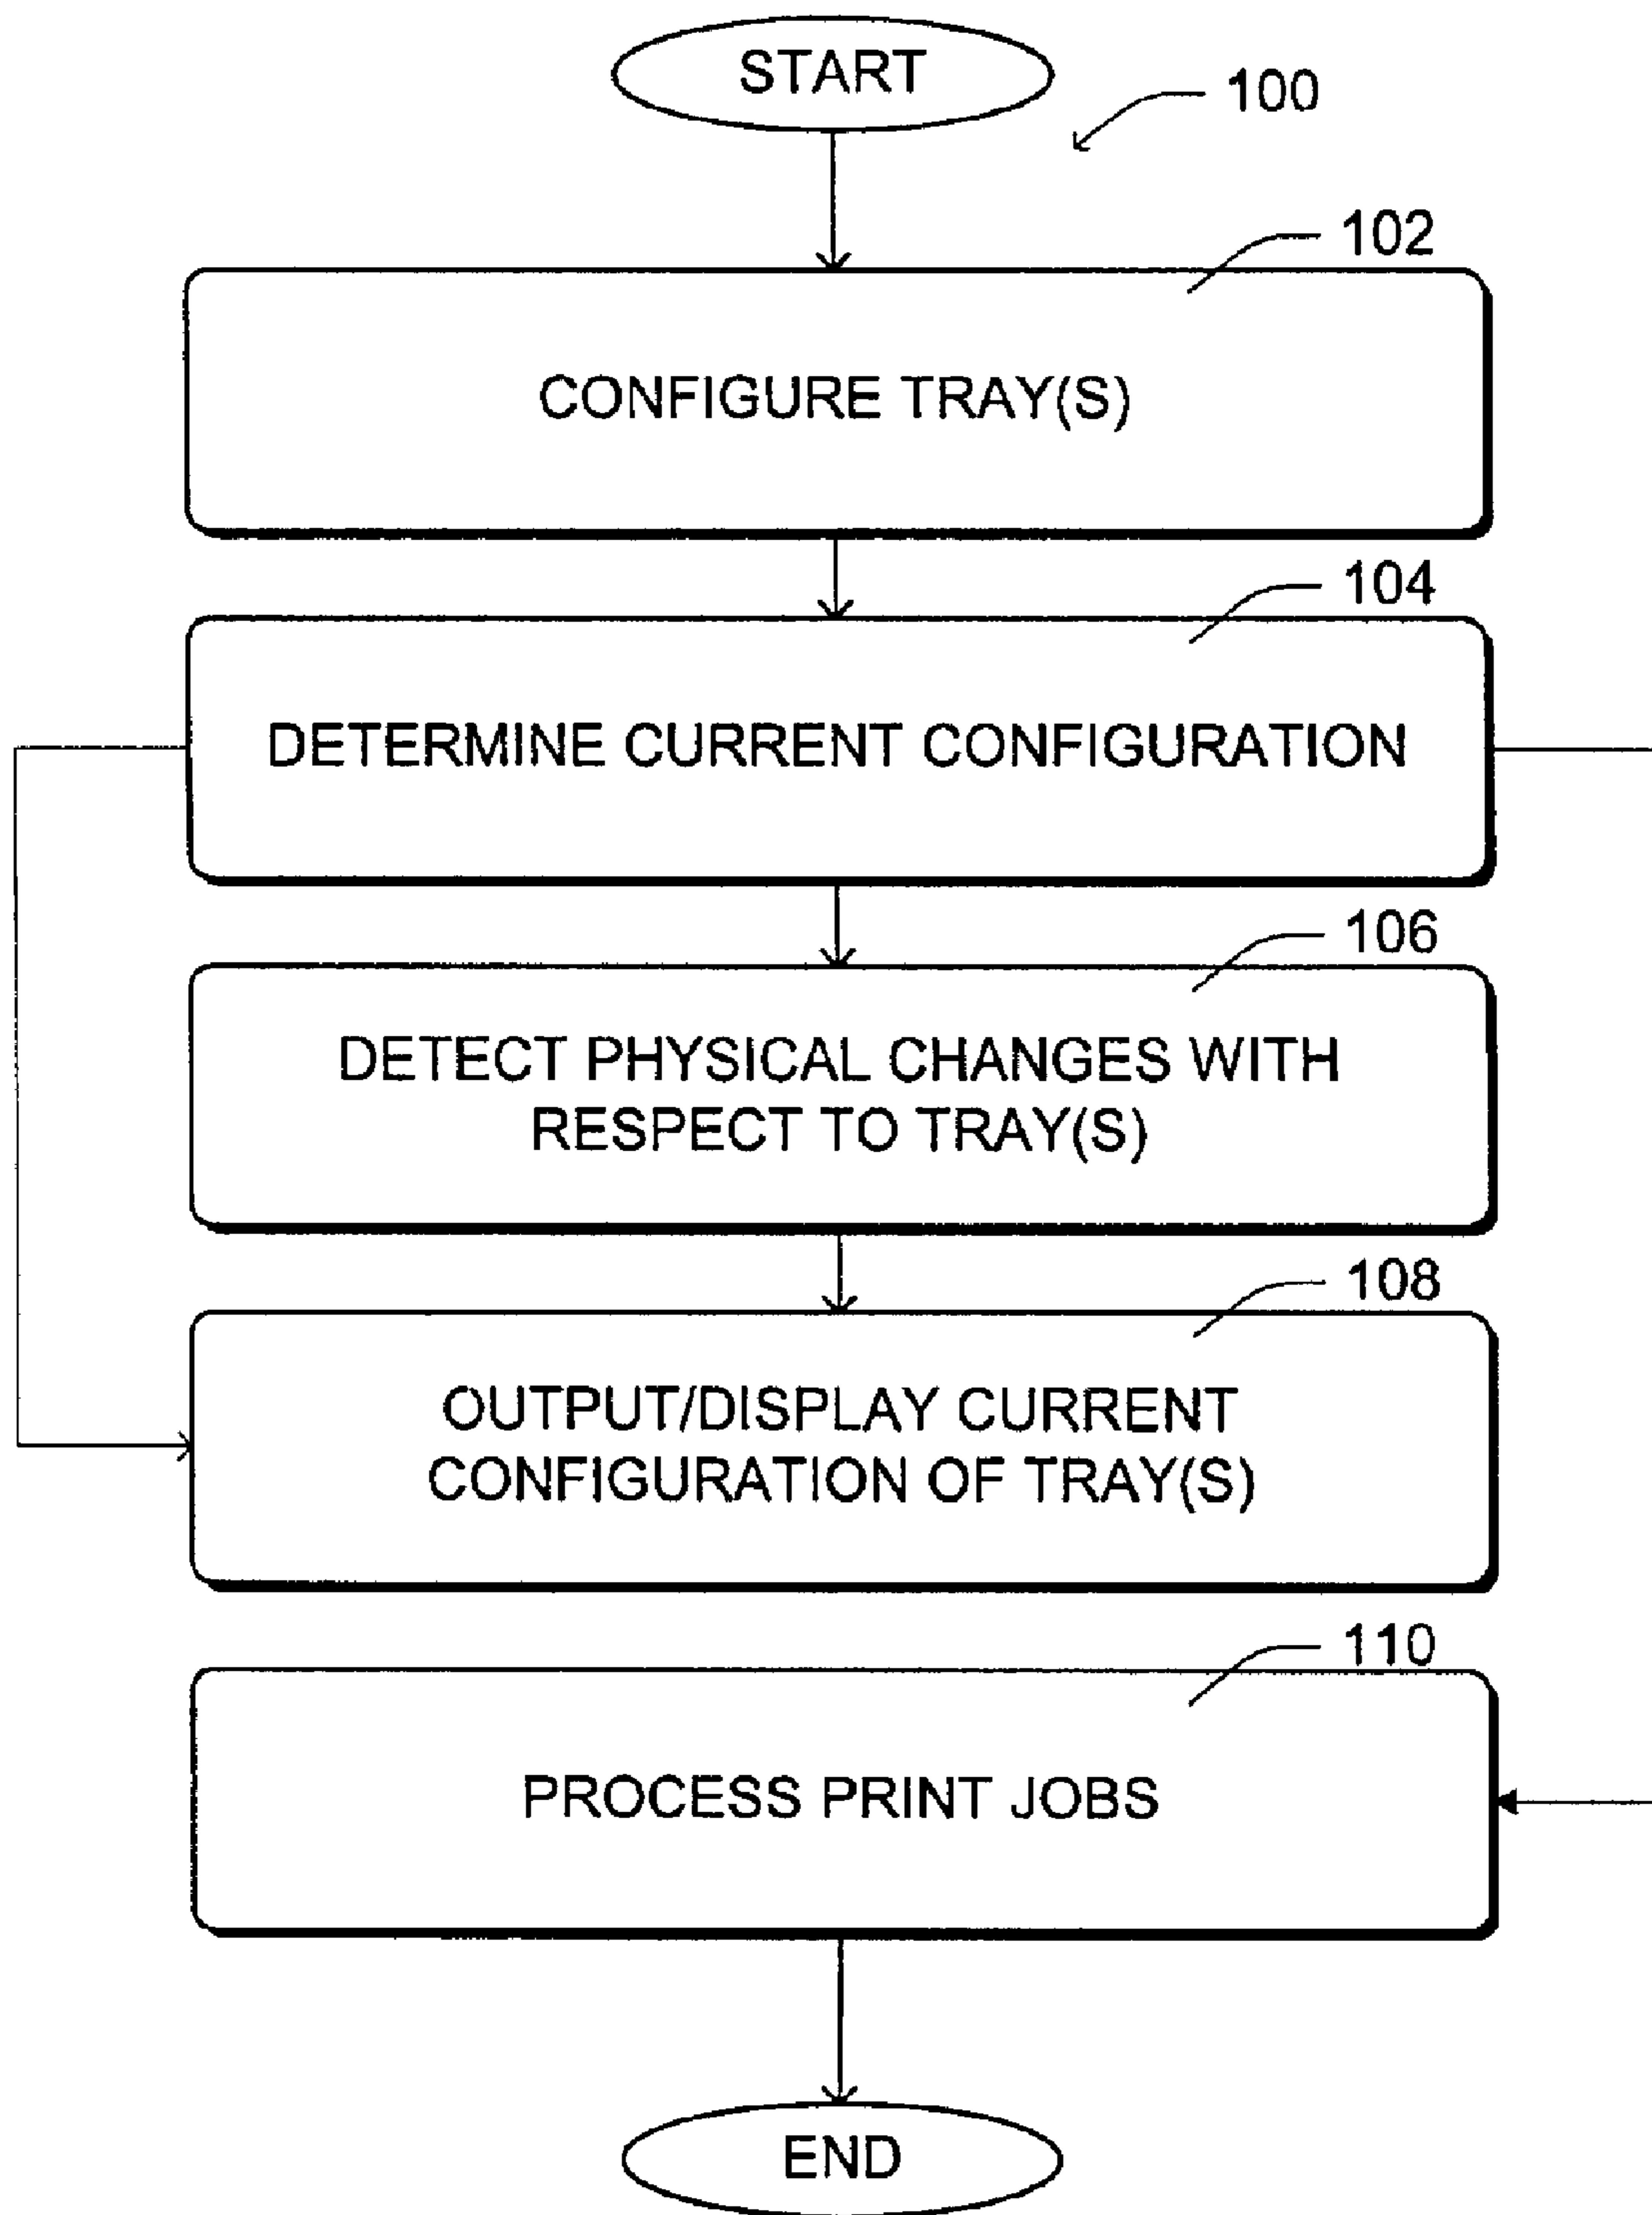 START
100
102
CONFIGURE TRAY(S)
104
DETERMINE CURRENT CONFIGURATION
106
DETECT PHYSICAL CHANGES WITH
RESPECT TO TRAY(S)
108
OUTPUT/DISPLAY CURRENT
CONFIGURATION OF TRAY(S)
110
PROCESS PRINT JOBS
END